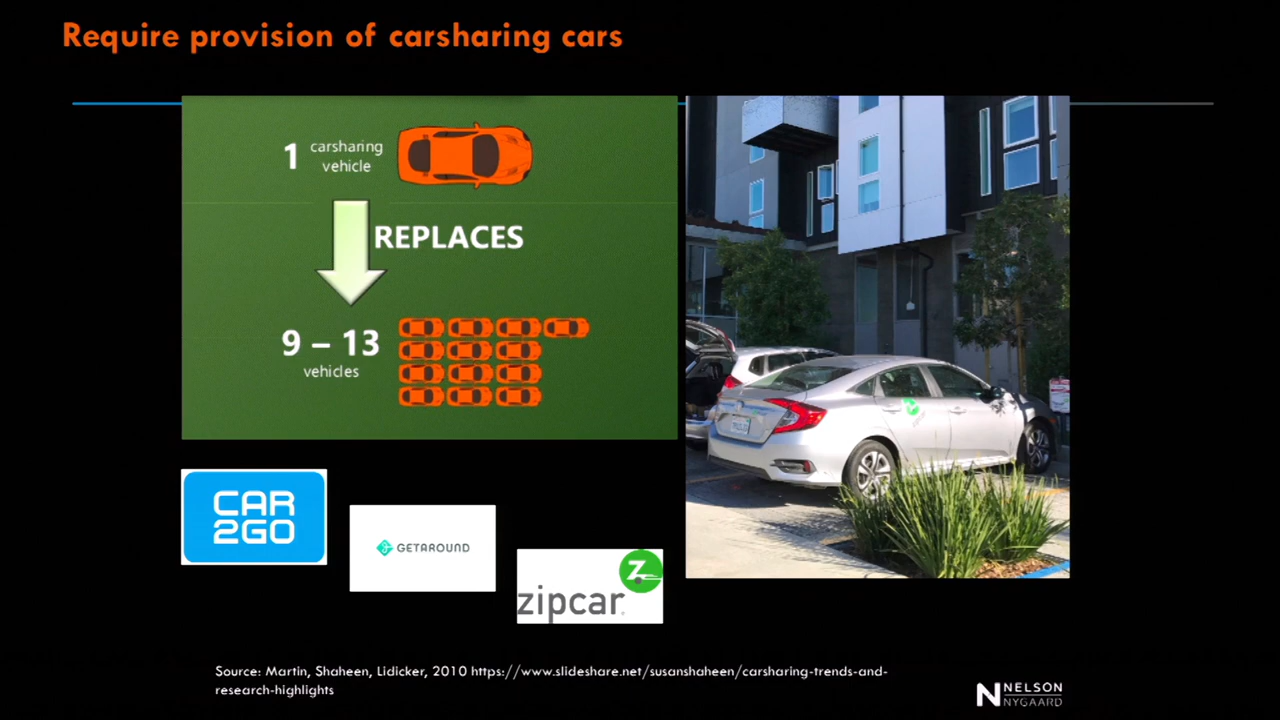 Require provision of carsharing cars
1 carsharing
vehicle
REPLACES
9 – 13
vehicles
CAR
2GO
GETAROUND
Z
zipcar.
Source: Martin, Shaheen, Lidicker, 2010 https://www.slideshare.net/susanshaheen/carsharing-trends-and-
research-highlights
N NELSON
NYGAARD